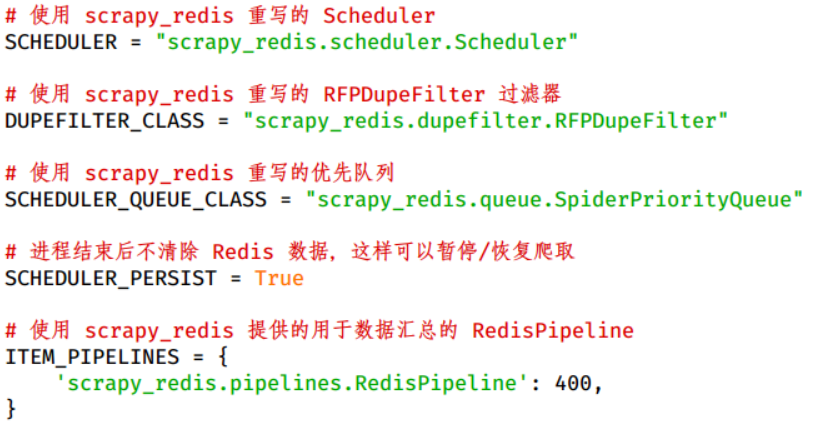 # 使用 scrapy_redis 重写的 Scheduler
SCHEDULER = "scrapy_redis.scheduler.Scheduler"
# 使用 scrapy_redis 重写的 RFPDupeFilter 过滤器
DUPEFILTER_CLASS = "scrapy_redis.dupefilter.RFPDupeFilter"
# 使用 scrapy_redis 重写的优先队列
SCHEDULER_QUEUE_CLASS = "scrapy_redis.queue.SpiderPriorityQueue"
# 进程结束后不清除 Redis 数据，这样可以暂停/恢复爬取
SCHEDULER_PERSIST = True
# 使用 scrapy_redis 提供的用于数据汇总的 RedisPipeline
ITEM_PIPELINES = {
    'scrapy_redis.pipelines.RedisPipeline': 400,
}